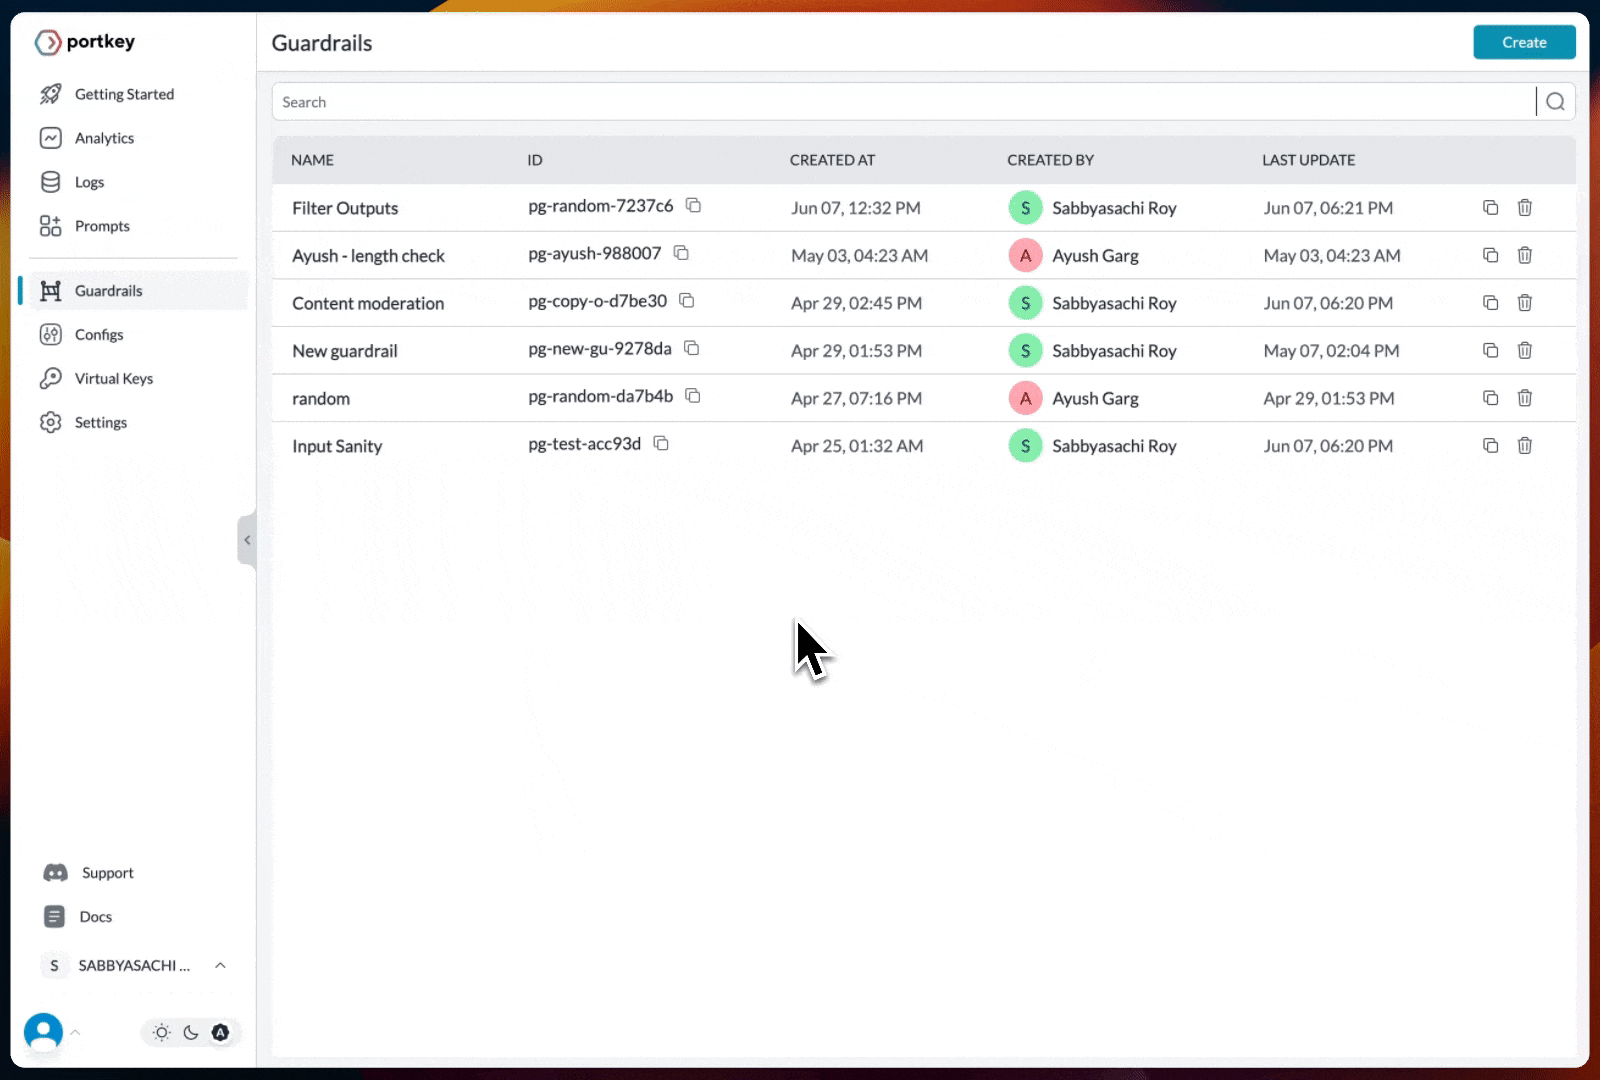 portkey
Getting Started
Analytics
Logs
Prompts
Guardrails
Configs
Virtual Keys
Settings
Support
Docs
S SABBYASACHI ...
A
Guardrails
Create
Search
NAME ID CREATED AT CREATED BY LAST UPDATE
Filter Outputs pg-random-7237c6 Jun 07, 12:32 PM S Sabbyasachi Roy Jun 07, 06:21 PM
Ayush - length check pg-ayush-988007 May 03, 04:23 AM A Ayush Garg May 03, 04:23 AM
Content moderation pg-copy-o-d7be30 Apr 29, 02:45 PM S Sabbyasachi Roy Jun 07, 06:20 PM
New guardrail pg-new-gu-9278da Apr 29, 01:53 PM S Sabbyasachi Roy May 07, 02:04 PM
random pg-random-da7b4b Apr 27, 07:16 PM A Ayush Garg Apr 29, 01:53 PM
Input Sanity pg-test-acc93d Apr 25, 01:32 AM S Sabbyasachi Roy Jun 07, 06:20 PM